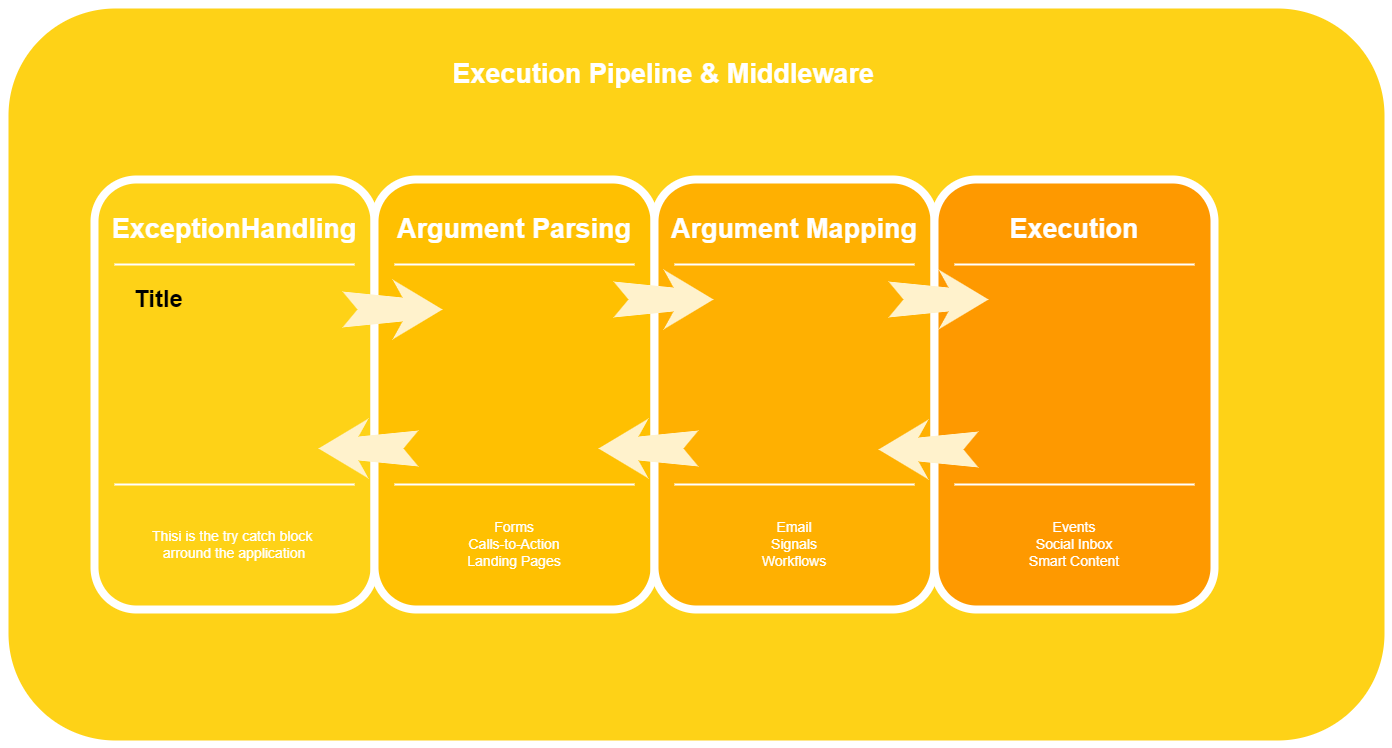 Execution Pipeline & Middleware
ExceptionHandling
Argument Parsing
Argument Mapping
Execution
Title
Thisi is the try catch block
arround the application
Forms
Calls-to-Action
Landing Pages
Email
Signals
Workflows
Events
Social Inbox
Smart Content